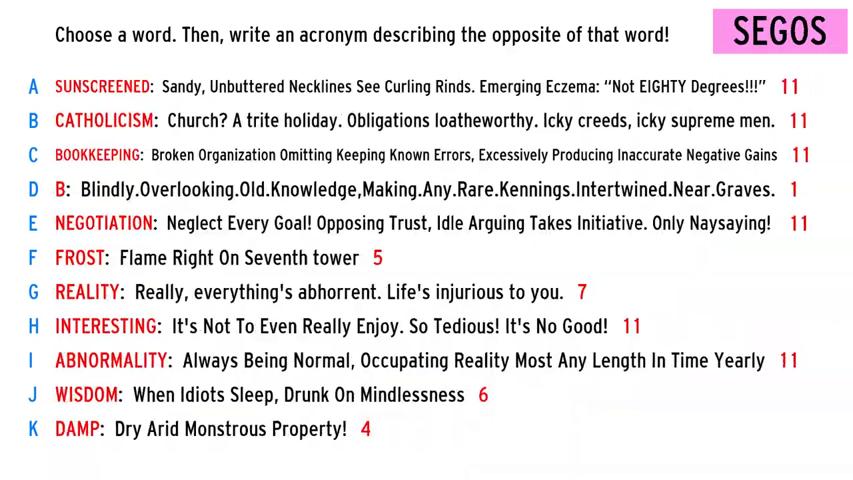 Choose a word. Then, write an acronym describing the opposite of that word!
SEGOS
A SUNSCREENED: Sandy, Unbuttered Necklines See Curling Rinds. Emerging Eczema: “Not EIGHTY Degrees!!!” 11
B CATHOLICISM: Church? A trite holiday. Obligations loatheworthy. Icky creeds, icky supreme men. 11
C BOOKKEEPING: Broken Organization Omitting Keeping Known Errors, Excessively Producing Inaccurate Negative Gains 11
D B: Blindly.Overlooking.Old.Knowledge,Making.Any.Rare.Kennings.Intertwined.Near.Graves. 1
E NEGOTIATION: Neglect Every Goal! Opposing Trust, Idle Arguing Takes Initiative. Only Naysaying! 11
F FROST: Flame Right On Seventh tower 5
G REALITY: Really, everything's abhorrent. Life's injurious to you. 7
H INTERESTING: It's Not To Even Really Enjoy. So Tedious! It's No Good! 11
I ABNORMALITY: Always Being Normal, Occupating Reality Most Any Length In Time Yearly 11
J WISDOM: When Idiots Sleep, Drunk On Mindlessness 6
K DAMP: Dry Arid Monstrous Property! 4